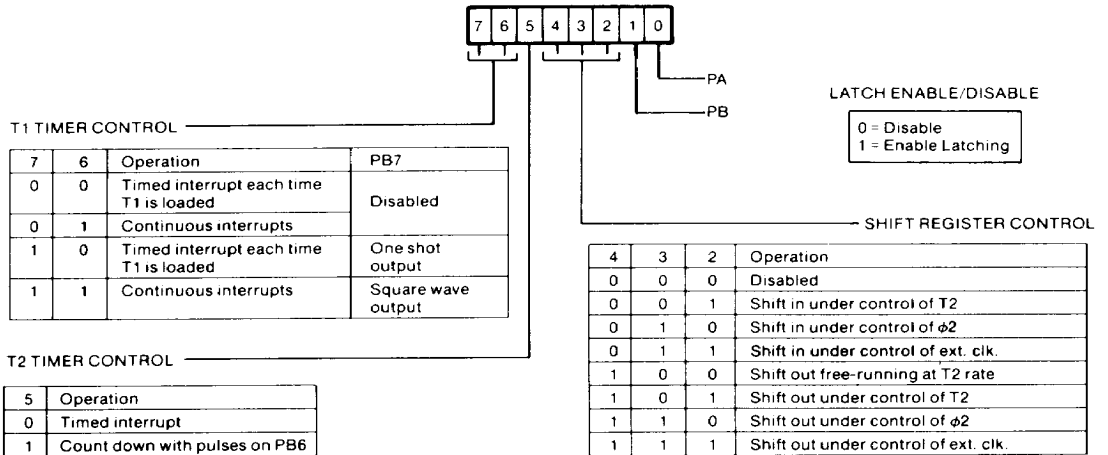 7 6 5 4 3 2 1 0
PA
PB
LATCH ENABLE/DISABLE
0 = Disable
1 = Enable Latching
T1 TIMER CONTROL
7 6 Operation PB7
0 0 Timed interrupt each time T1 is loaded Disabled
0 1 Continuous interrupts
1 0 Timed interrupt each time T1 is loaded One shot output
1 1 Continuous interrupts Square wave output
T2 TIMER CONTROL
5 Operation
0 Timed interrupt
1 Count down with pulses on PB6
SHIFT REGISTER CONTROL
4 3 2 Operation
0 0 0 Disabled
0 0 1 Shift in under control of T2
0 1 0 Shift in under control of ϕ2
0 1 1 Shift in under control of ext. clk.
1 0 0 Shift out free-running at T2 rate
1 0 1 Shift out under control of T2
1 1 0 Shift out under control of ϕ2
1 1 1 Shift out under control of ext. clk.